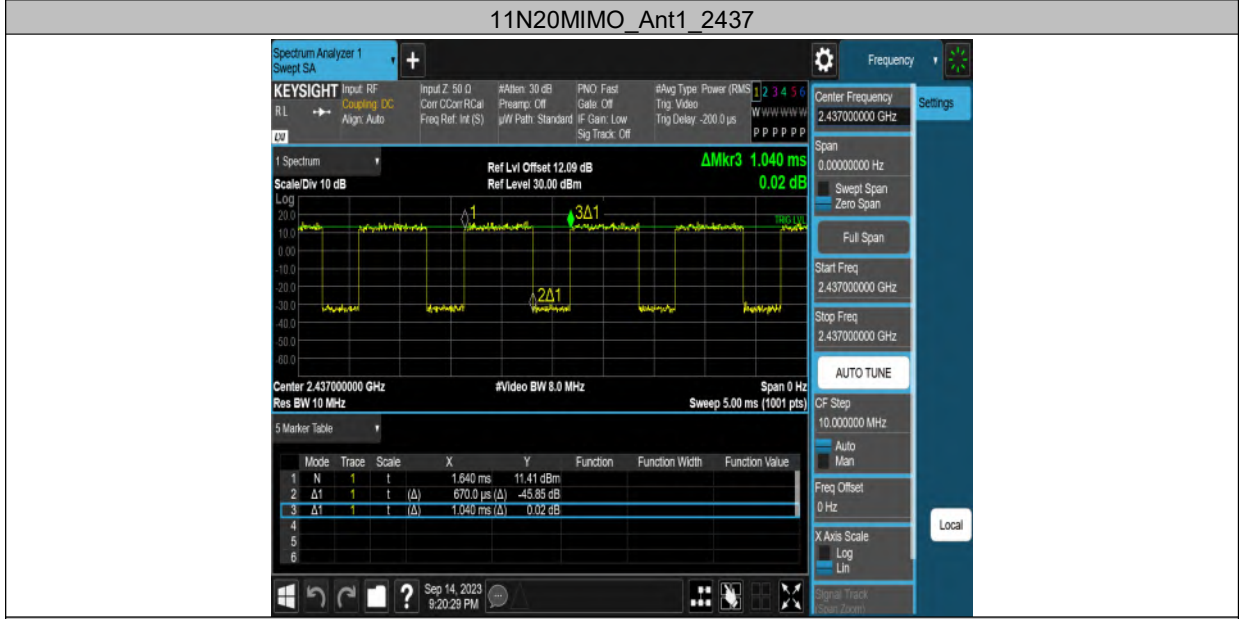 11N20MIMO_Ant1_2437
Spectrum Analyzer 1
Swept SA
+
Frequency
KEYSIGHT
R L
LXI
Input: RF
Coupling: DC
Align: Auto
Input Z: 50 Ω
Corr CCorr RCal
Freq Ref: Int (S)
#Atten: 30 dB
Preamp: Off
µW Path: Standard
PNO: Fast
Gate: Off
IF Gain: Low
Sig Track: Off
#Avg Type: Power (RMS
Trig: Video
Trig Delay: -200.0 µs
1 2 3 4 5 6
W W W W W W
P P P P P P
1 Spectrum
Scale/Div 10 dB
Ref Lvl Offset 12.09 dB
Ref Level 30.00 dBm
ΔMkr3 1.040 ms
0.02 dB
Log
20.0
10.0
0.00
-10.0
-20.0
-30.0
-40.0
-50.0
-60.0
1
3Δ1
2Δ1
TRIG LVL
Center 2.437000000 GHz
Res BW 10 MHz
#Video BW 8.0 MHz
Span 0 Hz
Sweep 5.00 ms (1001 pts)
5 Marker Table
Mode Trace Scale X Y Function Function Width Function Value
1 N 1 t 1.640 ms 11.41 dBm
2 Δ1 1 t (Δ) 670.0 µs (Δ) -45.85 dB
3 Δ1 1 t (Δ) 1.040 ms (Δ) 0.02 dB
4
5
6
?
Sep 14, 2023
9:20:29 PM
Center Frequency
2.437000000 GHz
Span
0.00000000 Hz
Swept Span
Zero Span
Full Span
Start Freq
2.437000000 GHz
Stop Freq
2.437000000 GHz
AUTO TUNE
CF Step
10.000000 MHz
Auto
Man
Freq Offset
0 Hz
X Axis Scale
Log
Lin
Signal Track
(Span Zoom)
Settings
Local